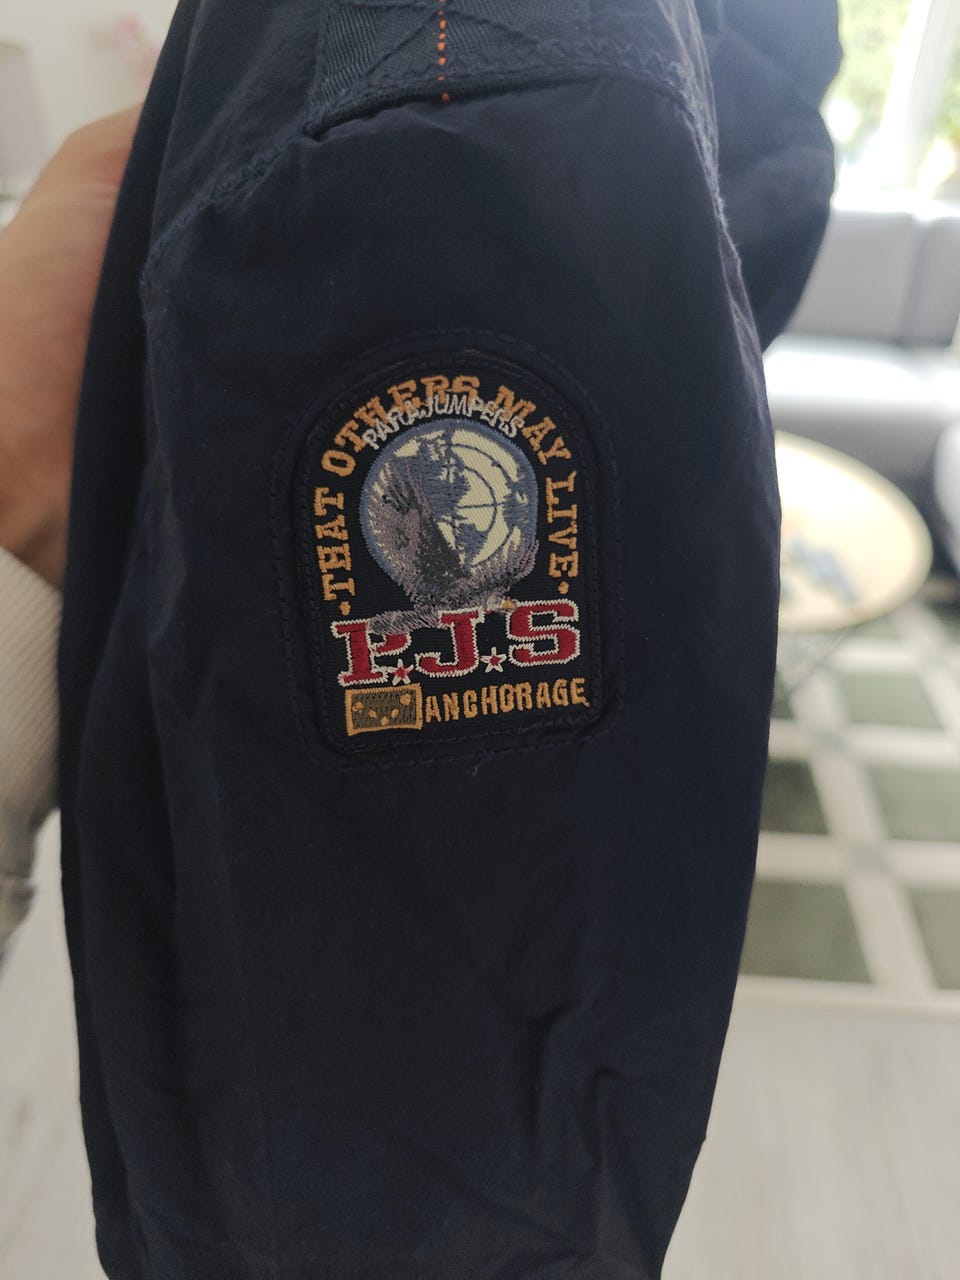 ·THAT OTHERS MAY LIVE·
PARAJUMPERS
P.J.S
ANCHORAGE